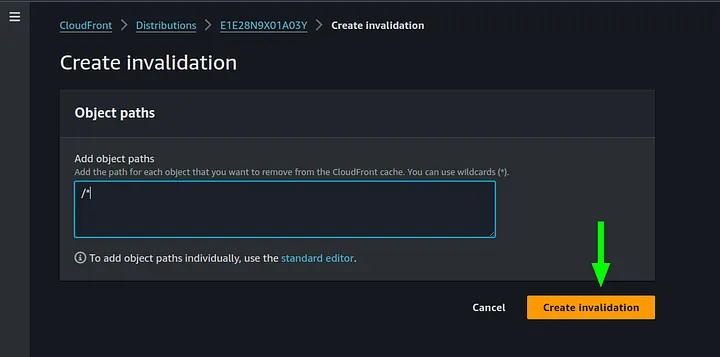 CloudFront > Distributions > E1E28N9X01A03Y > Create invalidation
Create invalidation
Object paths
Add object paths
Add the path for each object that you want to remove from the CloudFront cache. You can use wildcards (*).
/*
To add object paths individually, use the standard editor.
Cancel Create invalidation